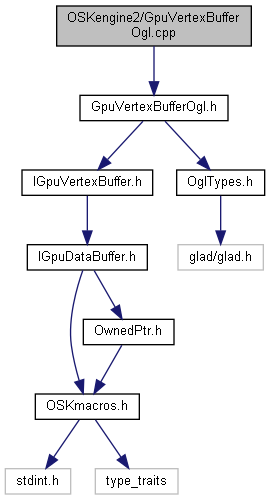 OSKengine2/GpuVertexBuffer
Ogl.cpp
GpuVertexBufferOgl.h
IGpuVertexBuffer.h
OglTypes.h
IGpuDataBuffer.h
glad/glad.h
OwnedPtr.h
OSKmacros.h
stdint.h
type_traits